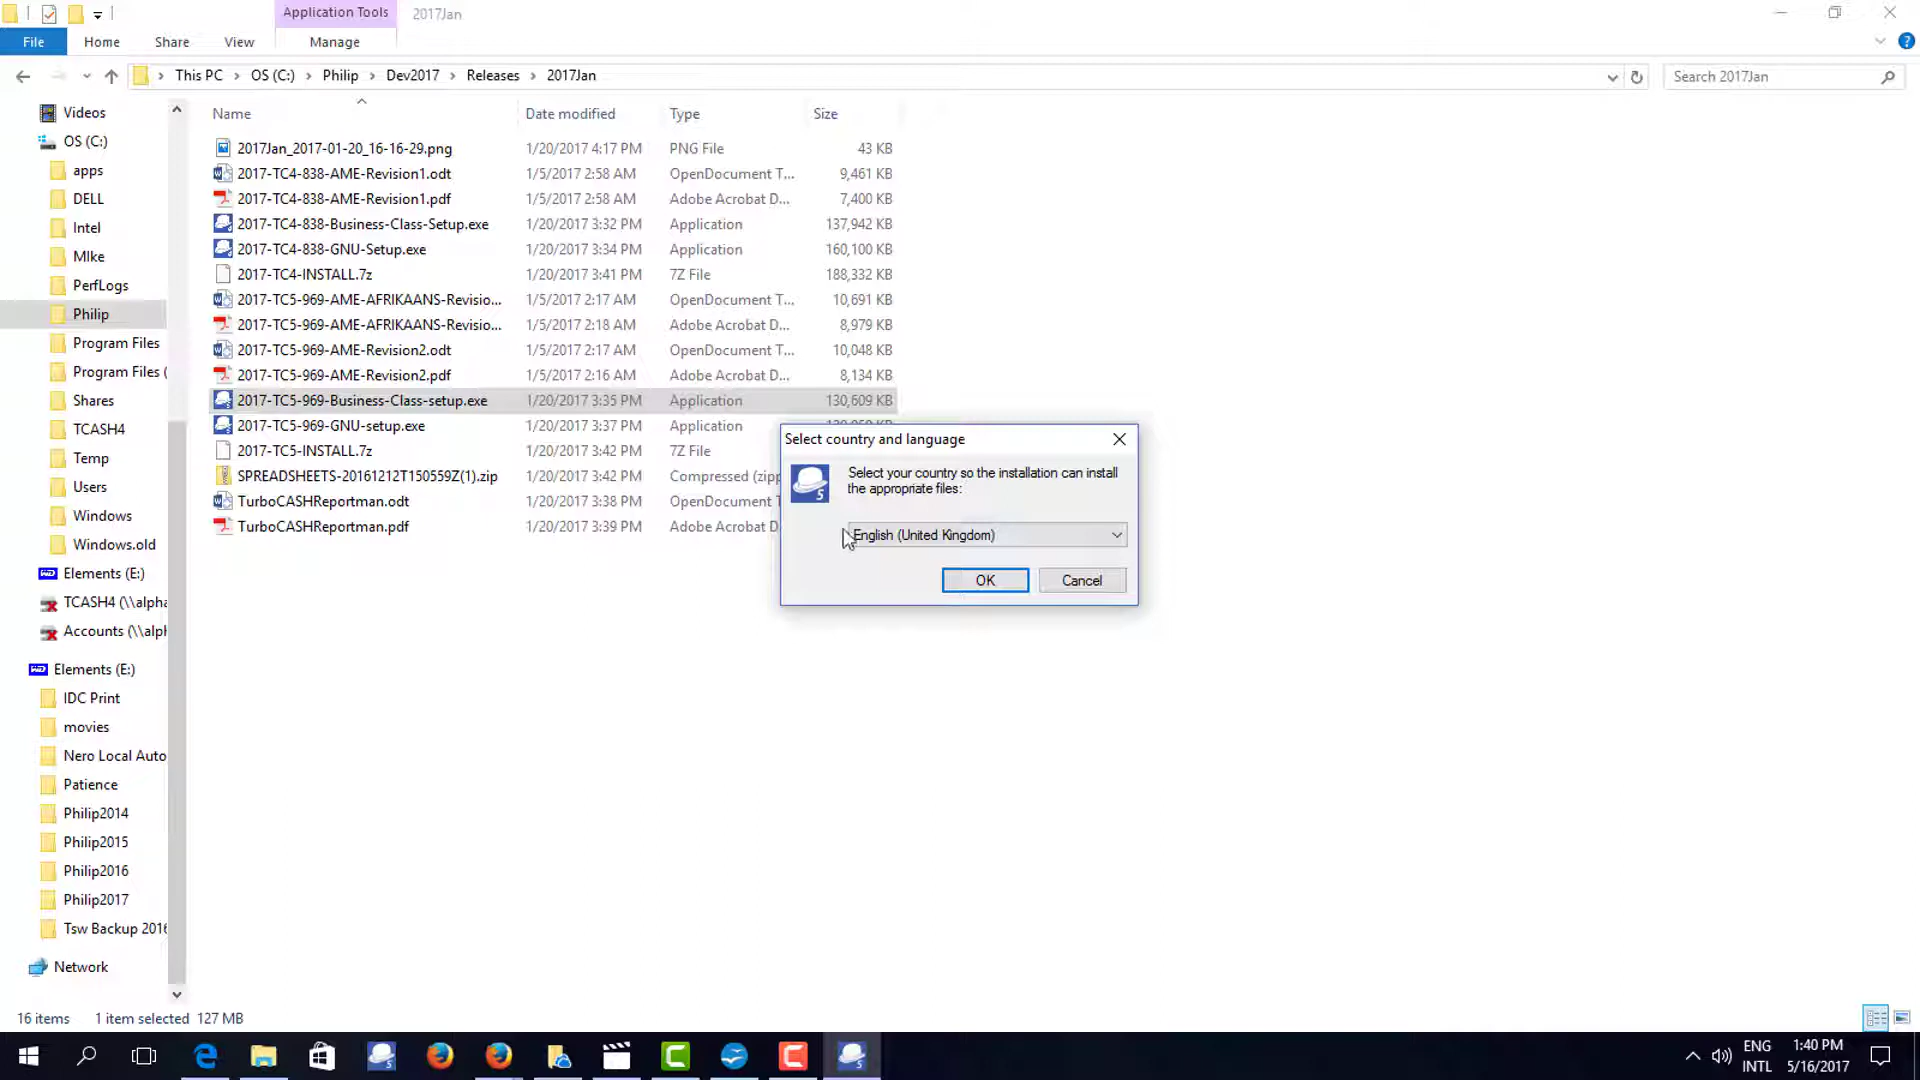 Application Tools 2017Jan
File Home Share View Manage
This PC OS (C:) Philip Dev2017 Releases 2017Jan Search 2017Jan
Name Date modified Type Size
2017Jan_2017-01-20_16-16-29.png 1/20/2017 4:17 PM PNG File 43 KB
2017-TC4-838-AME-Revision1.odt 1/5/2017 2:58 AM OpenDocument T... 9,461 KB
2017-TC4-838-AME-Revision1.pdf 1/5/2017 2:58 AM Adobe Acrobat D... 7,400 KB
2017-TC4-838-Business-Class-Setup.exe 1/20/2017 3:32 PM Application 137,942 KB
2017-TC4-838-GNU-Setup.exe 1/20/2017 3:34 PM Application 160,100 KB
2017-TC4-INSTALL.7z 1/20/2017 3:41 PM 7Z File 188,332 KB
2017-TC5-969-AME-AFRIKAANS-Revisio... 1/5/2017 2:17 AM OpenDocument T... 10,691 KB
2017-TC5-969-AME-AFRIKAANS-Revisio... 1/5/2017 2:18 AM Adobe Acrobat D... 8,979 KB
2017-TC5-969-AME-Revision2.odt 1/5/2017 2:17 AM OpenDocument T... 10,048 KB
2017-TC5-969-AME-Revision2.pdf 1/5/2017 2:16 AM Adobe Acrobat D... 8,134 KB
2017-TC5-969-Business-Class-setup.exe 1/20/2017 3:35 PM Application 130,609 KB
2017-TC5-969-GNU-setup.exe 1/20/2017 3:37 PM Application
2017-TC5-INSTALL.7z 1/20/2017 3:42 PM 7Z File
SPREADSHEETS-20161212T150559Z(1).zip 1/20/2017 3:42 PM Compressed (zipp
TurboCASHReportman.odt 1/20/2017 3:38 PM OpenDocument T
TurboCASHReportman.pdf 1/20/2017 3:39 PM Adobe Acrobat D
Videos
OS (C:)
apps
DELL
Intel
MIke
PerfLogs
Philip
Program Files
Program Files (
Shares
TCASH4
Temp
Users
Windows
Windows.old
Elements (E:)
TCASH4 (\\alpha
Accounts (\\alph
Elements (E:)
IDC Print
movies
Nero Local Auto
Patience
Philip2014
Philip2015
Philip2016
Philip2017
Tsw Backup 2016
Network
Select country and language
Select your country so the installation can install
the appropriate files:
5
English (United Kingdom)
OK Cancel
16 items 1 item selected 127 MB
ENG 1:40 PM
INTL 5/16/2017